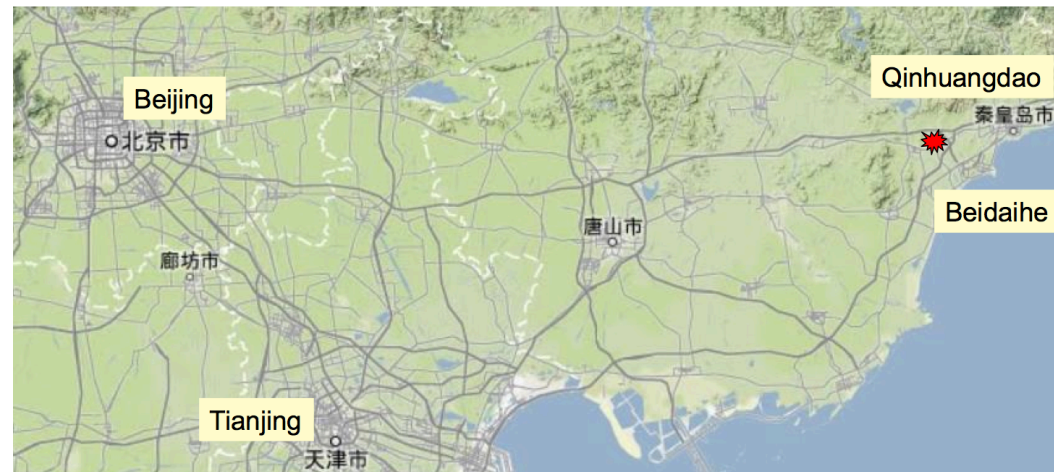 Beijing
北京市
Qinhuangdao
秦皇岛市
Beidaihe
唐山市
廊坊市
Tianjing
天津市